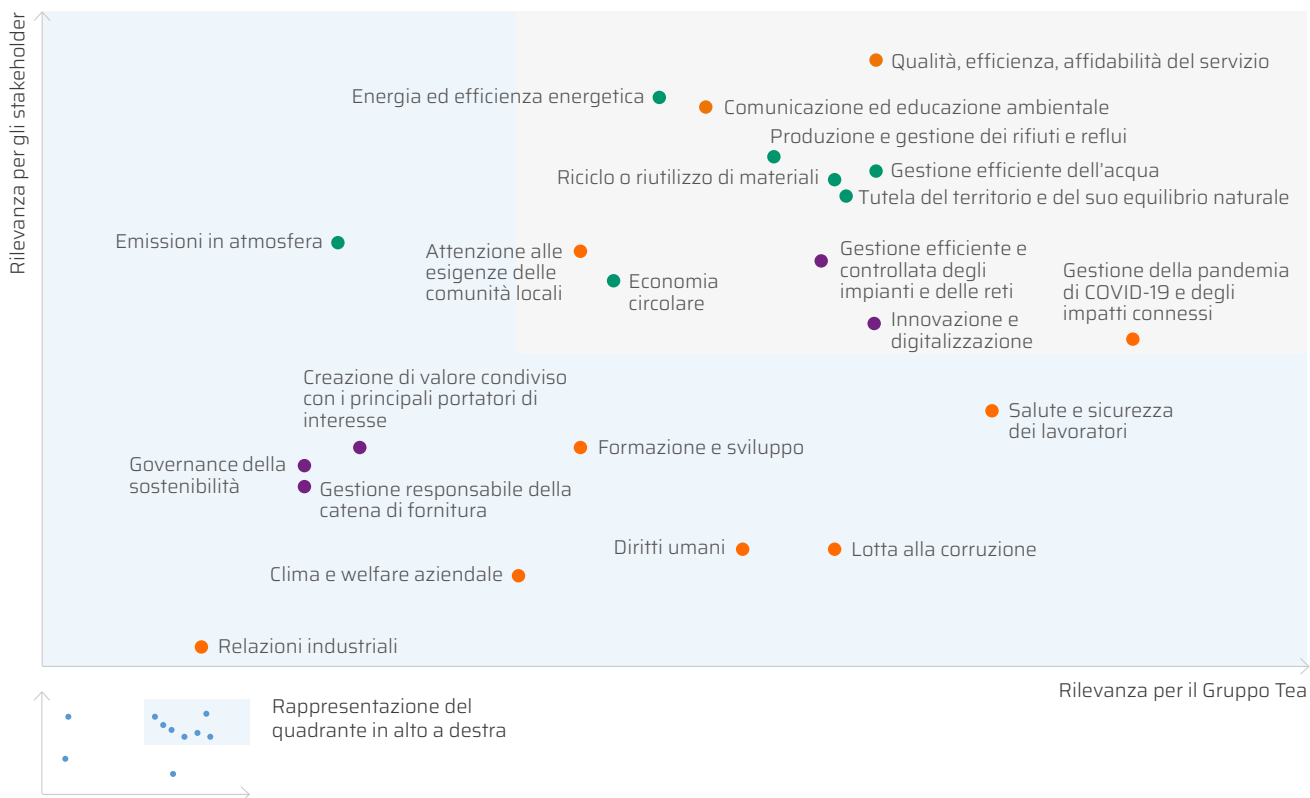 Rilevanza per gli stakeholder
Qualità, efficienza, affidabilità del servizio
Energia ed efficienza energetica
Comunicazione ed educazione ambientale
Produzione e gestione dei rifiuti e reflui
Riciclo o riutilizzo di materiali
Gestione efficiente dell'acqua
Tutela del territorio e del suo equilibrio naturale
Emissioni in atmosfera
Attenzione alle
esigenze delle
comunità locali
Economia
circolare
Gestione efficiente e
controllata degli
impianti e delle reti
Gestione della pandemia
di COVID-19 e degli
impatti connessi
Innovazione e
digitalizzazione
Creazione di valore condiviso
con i principali portatori di
interesse
Salute e sicurezza
dei lavoratori
Formazione e sviluppo
Governance della
sostenibilità
Gestione responsabile della
catena di fornitura
Diritti umani
Lotta alla corruzione
Clima e welfare aziendale
Relazioni industriali
Rilevanza per il Gruppo Tea
Rappresentazione del
quadrante in alto a destra